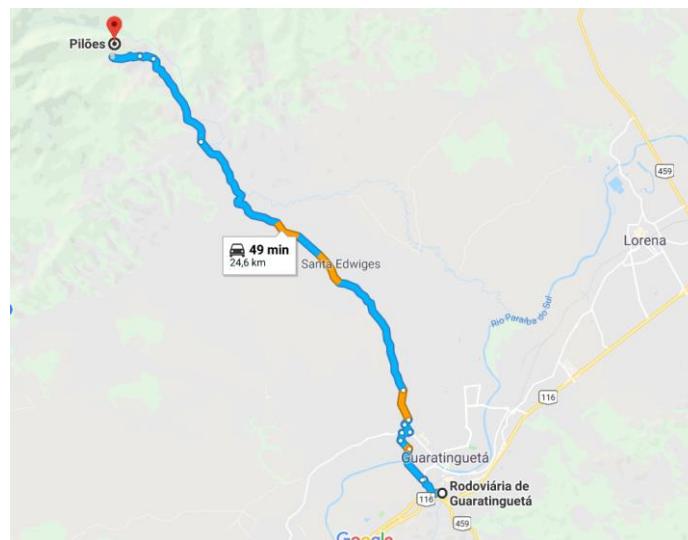 Pilões
459
Lorena
49 min
24,6 km
Santa Edwiges
Rio Paraíba do Sul
116
Guaratinguetá
Rodoviária de
Guaratinguetá
116
459
Google